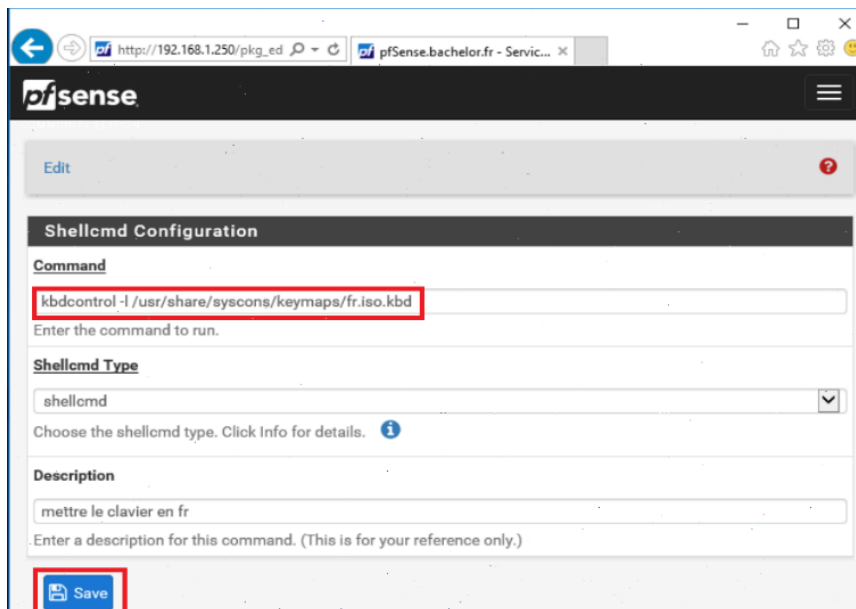 http://192.168.1.250/pkg_ed
pfSense.bachelor.fr - Servic...
pfsense
Edit
Shellcmd Configuration
Command
kbdcontrol -l /usr/share/syscons/keymaps/fr.iso.kbd
Enter the command to run.
Shellcmd Type
shellcmd
Choose the shellcmd type. Click Info for details.
Description
mettre le clavier en fr
Enter a description for this command. (This is for your reference only.)
Save